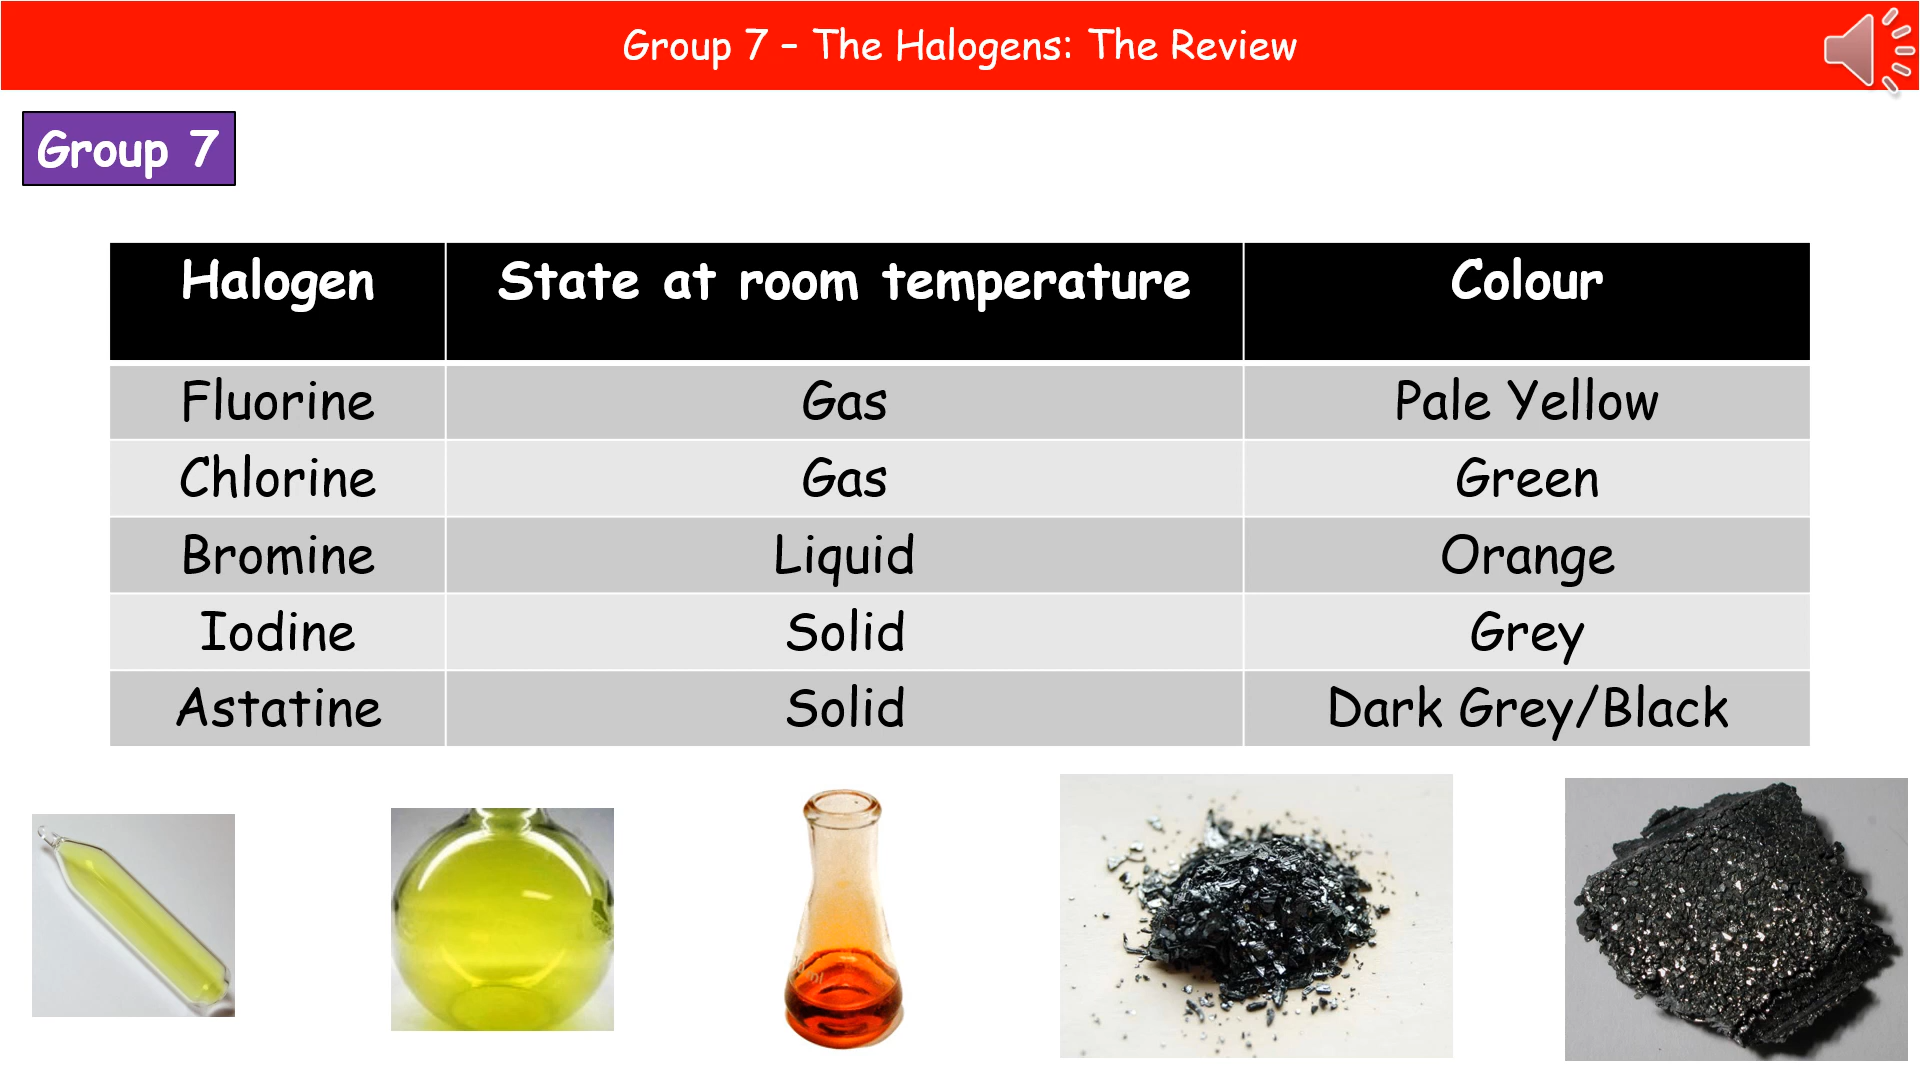 Group 7 – The Halogens: The Review
Group 7
Halogen State at room temperature Colour
Fluorine Gas Pale Yellow
Chlorine Gas Green
Bromine Liquid Orange
Iodine Solid Grey
Astatine Solid Dark Grey/Black